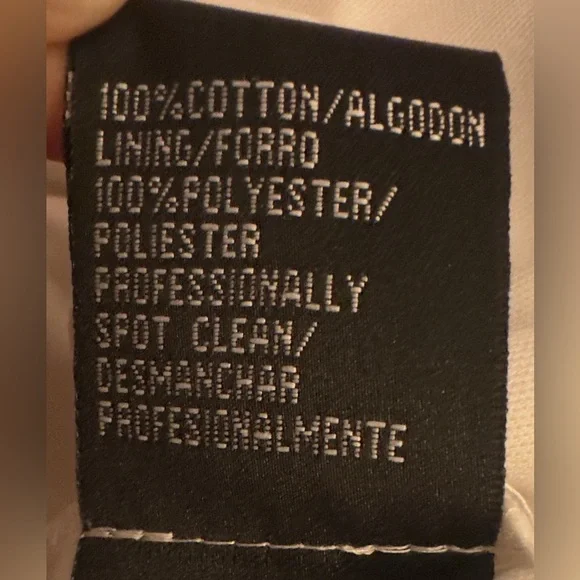 100%COTTON/ALGODON
LINING/FORRO
100%POLYESTER/
POLIESTER
PROFESSIONALLY
SPOT CLEAN/
DESMANCHAR
PROFESIONALMENTE